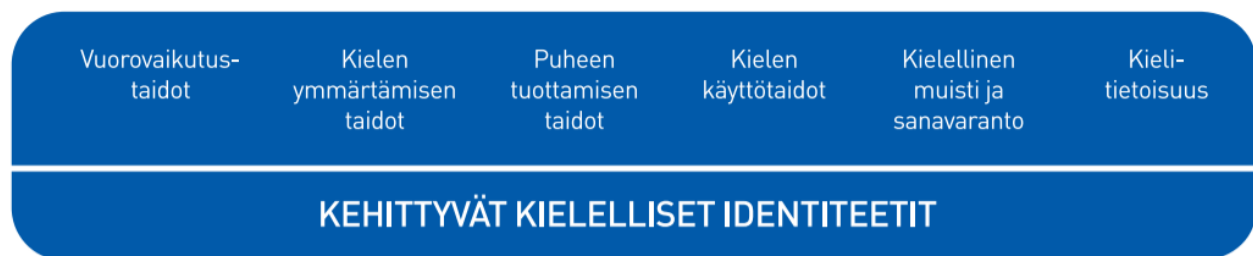 Vuorovaikutus-
taidot
Kielen
ymmärtämisen
taidot
Puheen
tuottamisen
taidot
Kielen
käyttötaidot
Kielellinen
muisti ja
sanavaranto
Kieli-
tietoisuus
KEHITTYVÄT KIELELLISET IDENTITEETIT